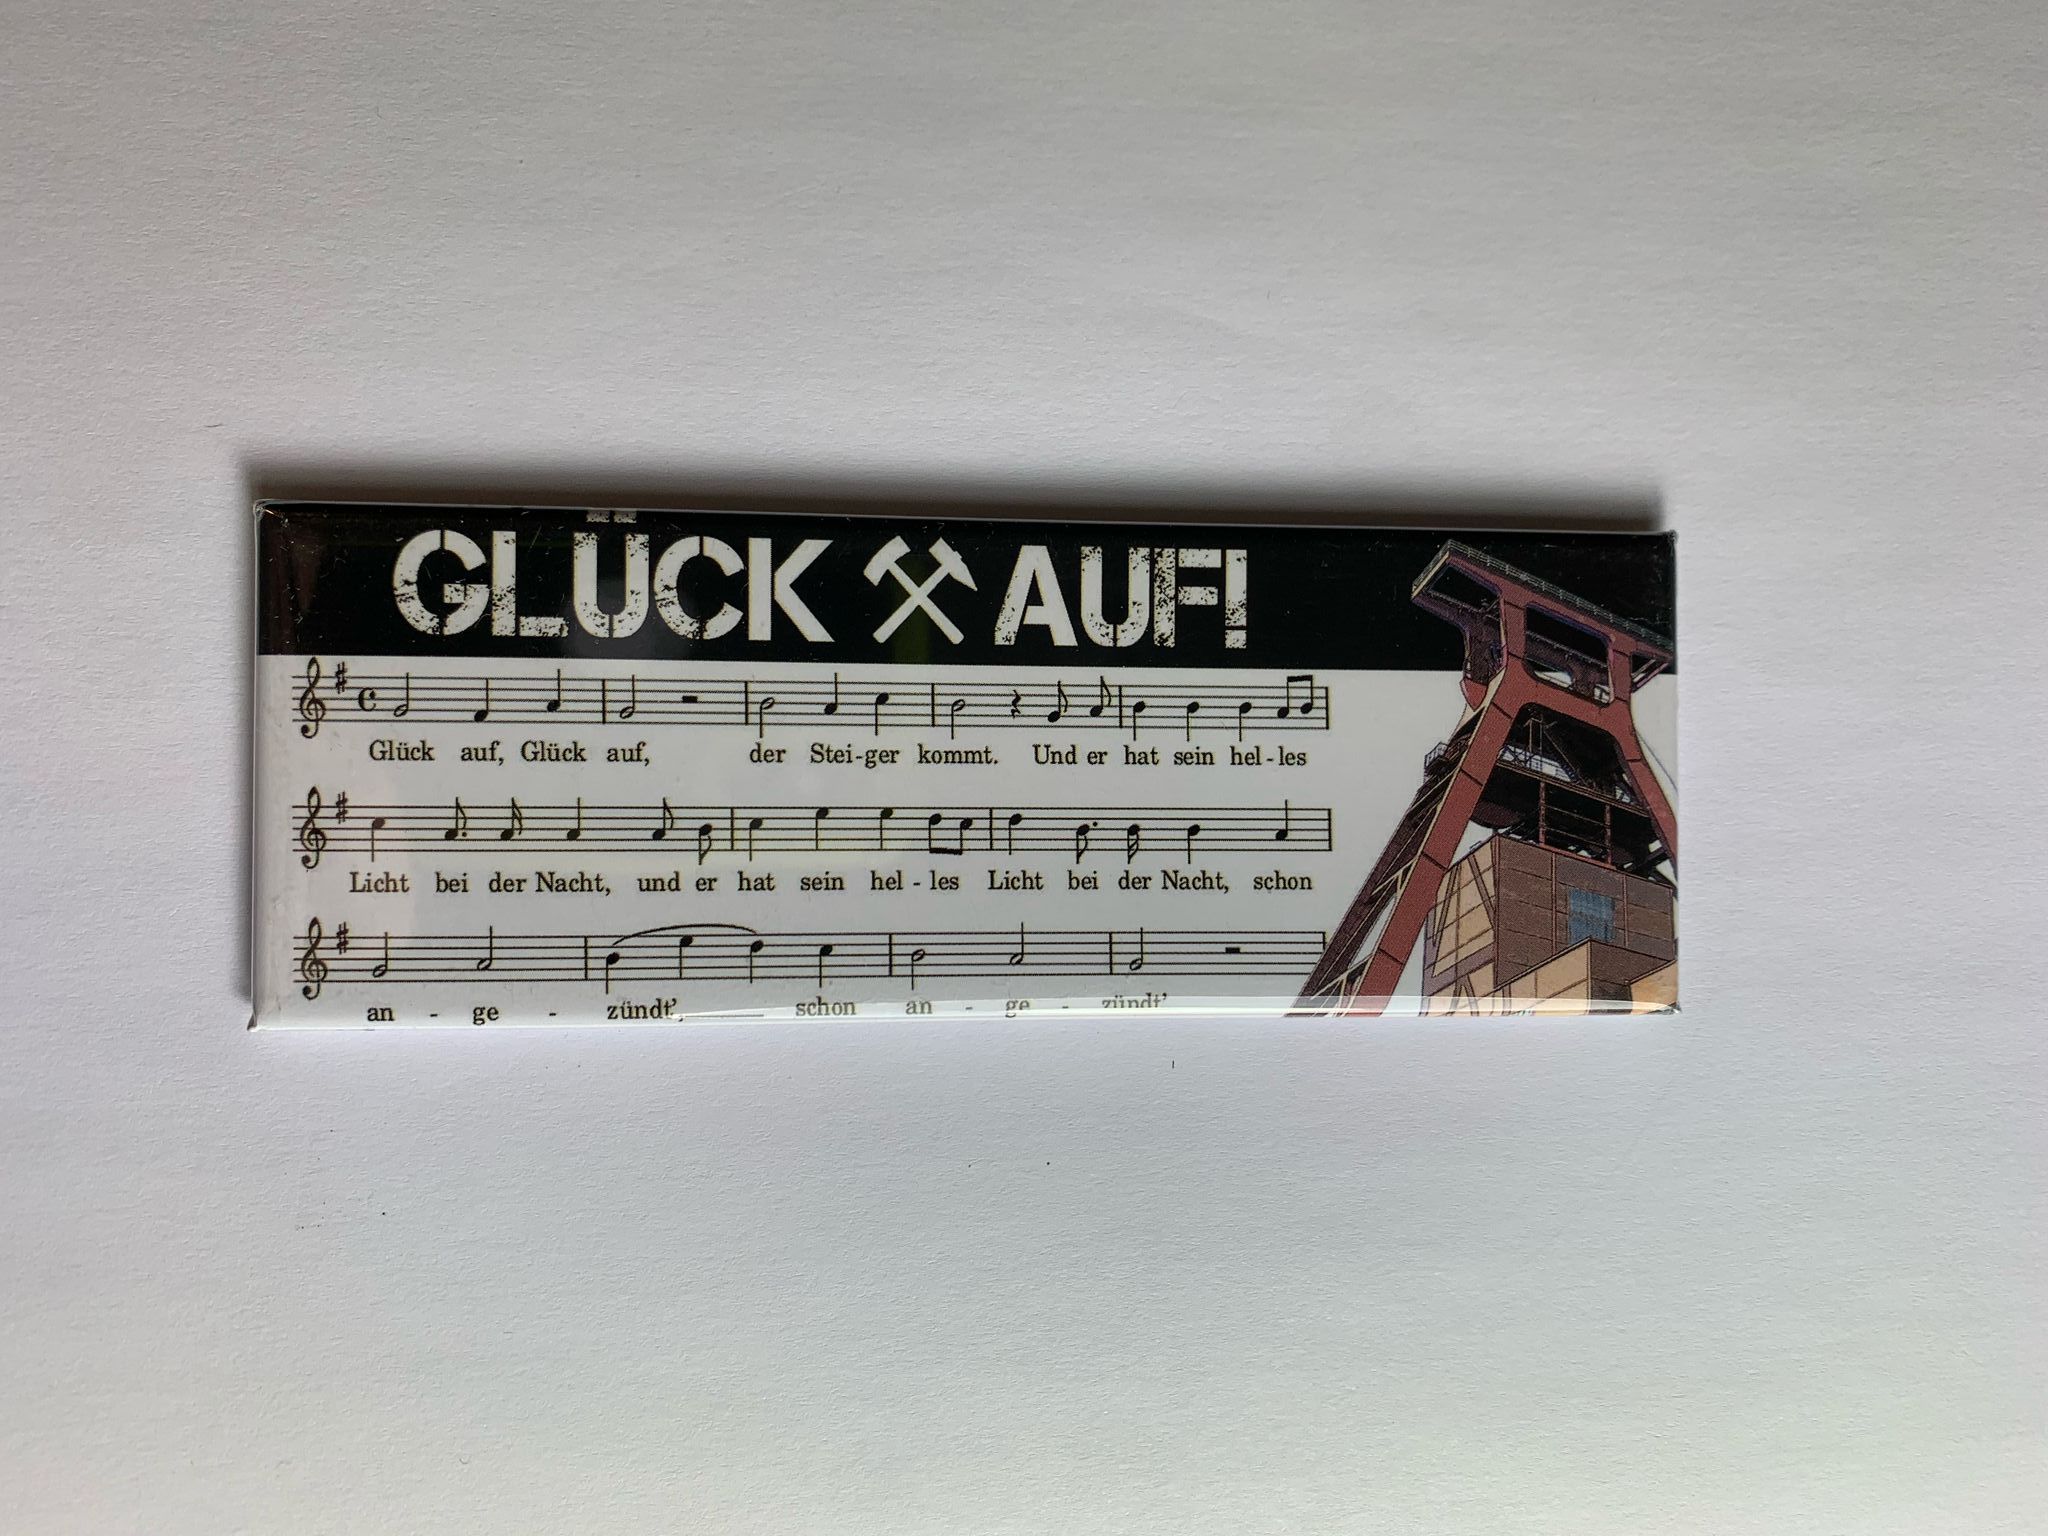 GLÜCK AUF!
Glück auf, Glück auf, der Stei-ger kommt. Und er hat sein hel-les
Licht bei der Nacht, und er hat sein hel - les Licht bei der Nacht, schon
an - ge - zündt', schon an - ge - zündt'